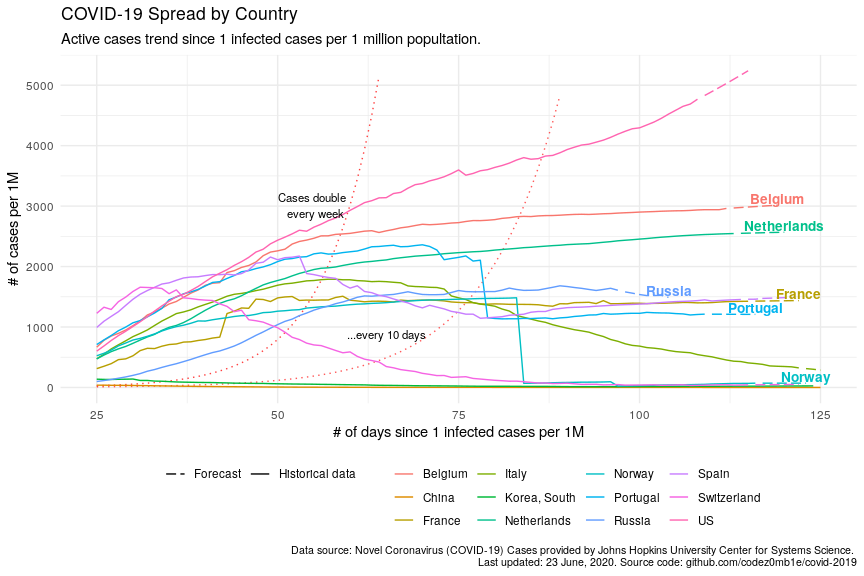 COVID-19 Spread by Country
Active cases trend since 1 infected cases per 1 million popultation.
# of cases per 1M
5000
4000
3000
2000
1000
0
Cases double
every week
...every 10 days
Belgium
Netherlands
Russia
France
Portugal
Norway
25
50
75
100
125
# of days since 1 infected cases per 1M
Forecast
Historical data
Belgium
China
France
Italy
Korea, South
Netherlands
Norway
Portugal
Russia
Spain
Switzerland
US
Data source: Novel Coronavirus (COVID-19) Cases provided by Johns Hopkins University Center for Systems Science.
Last updated: 23 June, 2020. Source code: github.com/codez0mb1e/covid-2019